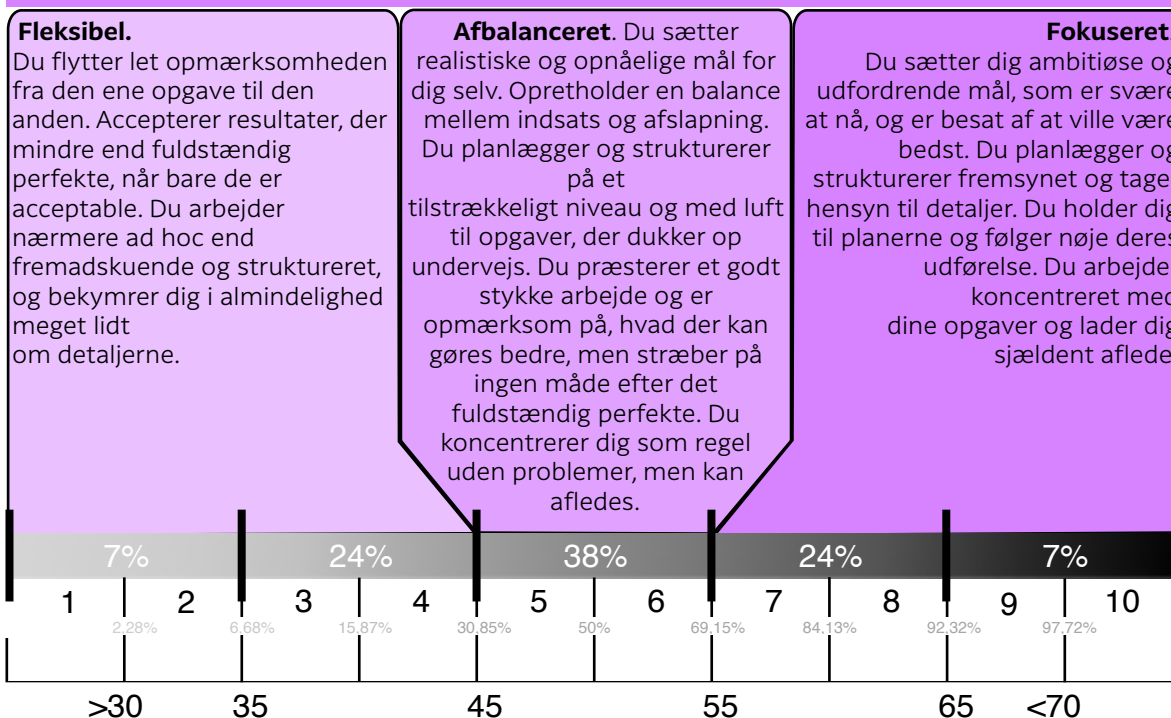 Fleksibel.
Du flytter let opmærksomheden
fra den ene opgave til den
anden. Accepterer resultater, der
mindre end fuldstændig
perfekte, når bare de er
acceptable. Du arbejder
nærmere ad hoc end
fremadskuende og struktureret,
og bekymrer dig i almindelighed
meget lidt
om detaljerne.
Afbalanceret. Du sætter
realistiske og opnåelige mål for
dig selv. Opretholder en balance
mellem indsats og afslapning.
Du planlægger og strukturerer
på et
tilstrækkeligt niveau og med luft
til opgaver, der dukker op
undervejs. Du præsterer et godt
stykke arbejde og er
opmærksom på, hvad der kan
gøres bedre, men stræber på
ingen måde efter det
fuldstændig perfekte. Du
koncentrerer dig som regel
uden problemer, men kan
afledes.
Fokuseret.
Du sætter dig ambitiøse og
udfordrende mål, som er svære
at nå, og er besat af at ville være
bedst. Du planlægger og
strukturerer fremsynet og tager
hensyn til detaljer. Du holder dig
til planerne og følger nøje deres
udførelse. Du arbejder
koncentreret med
dine opgaver og lader dig
sjældent aflede.
7% 24% 38% 24% 7%
1 2 3 4 5 6 7 8 9 10
2.28% 6.68% 15.87% 30.85% 50% 69.15% 84,13% 92.32% 97.72%
>30 35 45 55 65 <70